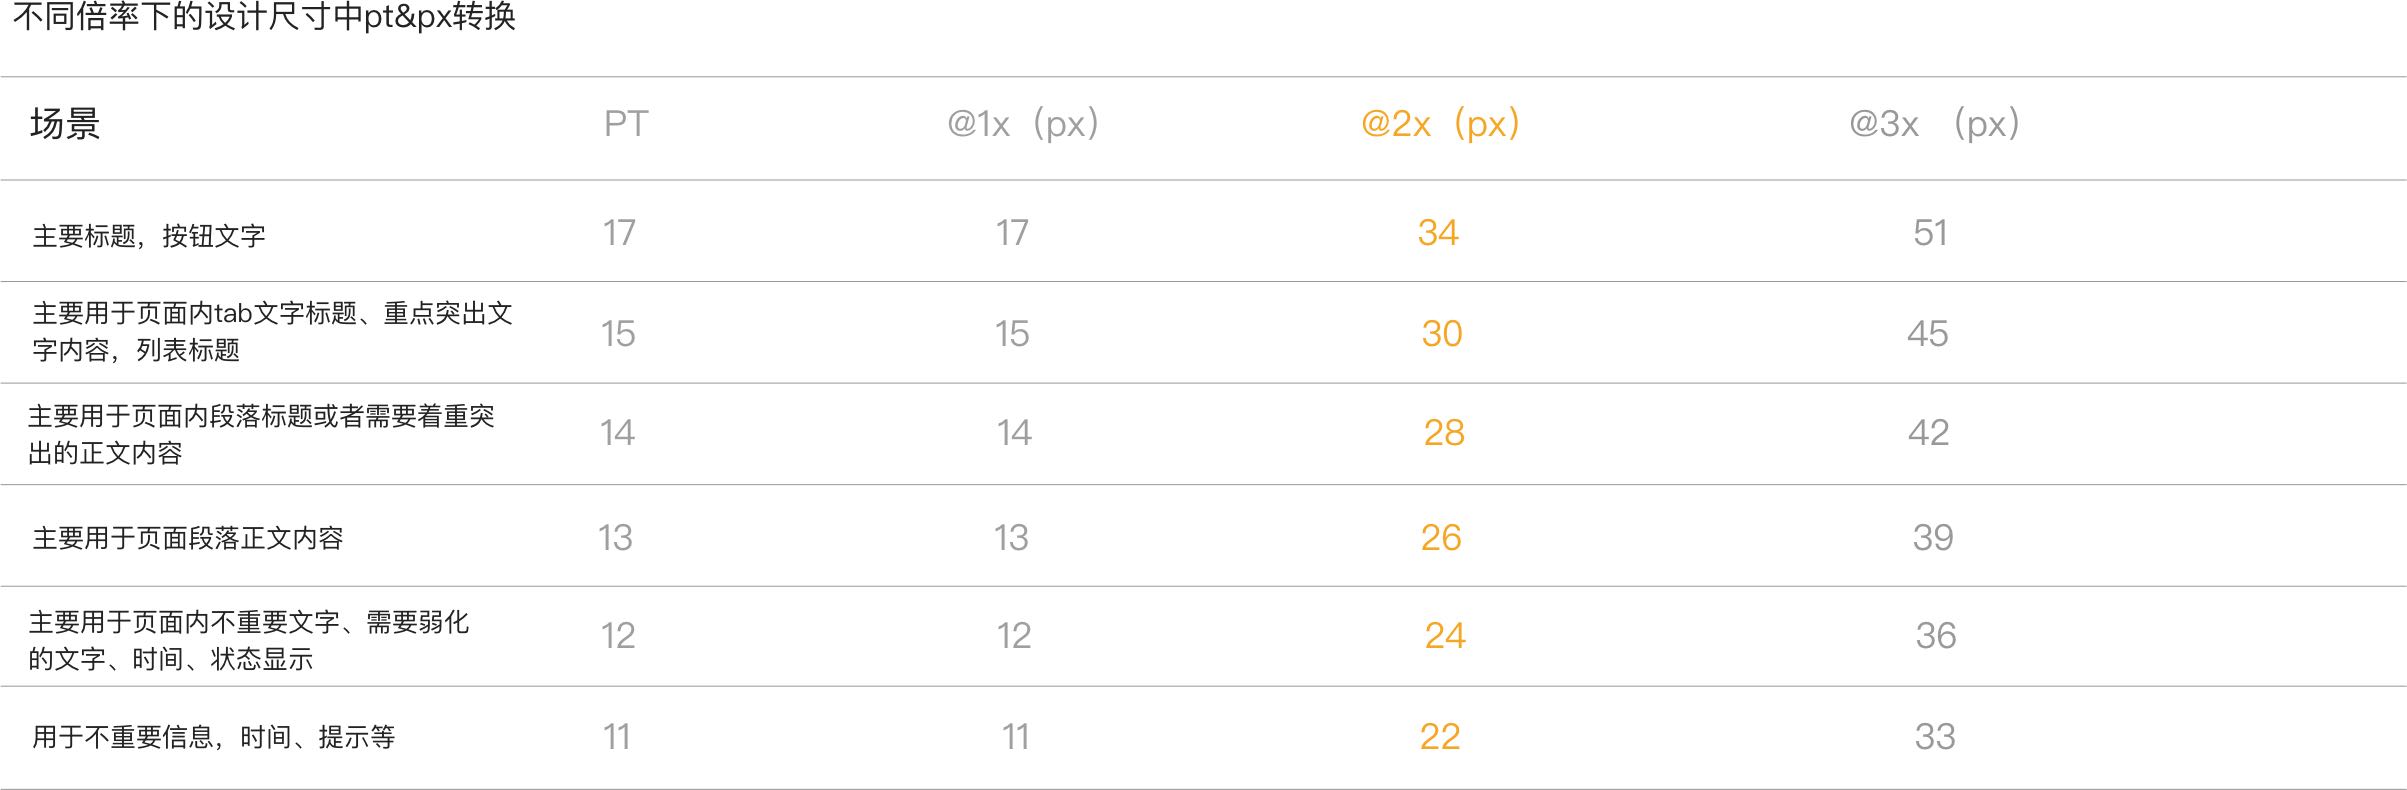 不同倍率下的设计尺寸中pt&px转换
场景 PT @1x（px） @2x（px） @3x （px）
主要标题，按钮文字 17 17 34 51
主要用于页面内tab文字标题、重点突出文
字内容，列表标题 15 15 30 45
主要用于页面内段落标题或者需要着重突
出的正文内容 14 14 28 42
主要用于页面段落正文内容 13 13 26 39
主要用于页面内不重要文字、需要弱化
的文字、时间、状态显示 12 12 24 36
用于不重要信息，时间、提示等 11 11 22 33